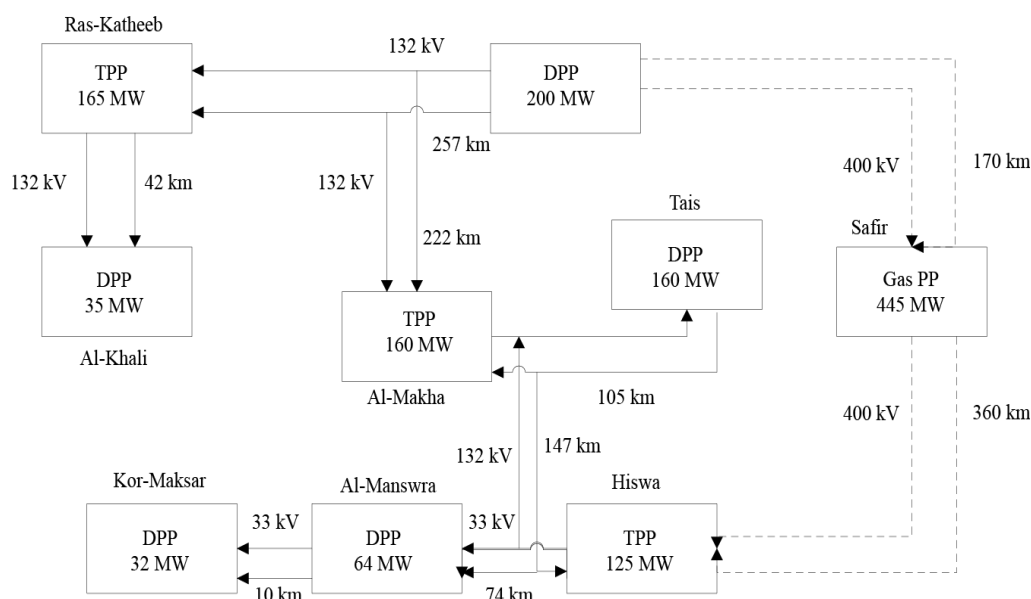 Ras-Katheeb
TPP
165 MW
132 kV
DPP
200 MW
257 km
170 km
400 kV
132 kV
42 km
132 kV
222 km
Tais
DPP
160 MW
Safir
Gas PP
445 MW
DPP
35 MW
Al-Khali
TPP
160 MW
Al-Makha
105 km
400 kV
360 km
132 kV
147 km
Kor-Maksar
DPP
32 MW
33 kV
10 km
Al-Manswra
DPP
64 MW
33 kV
74 km
Hiswa
TPP
125 MW